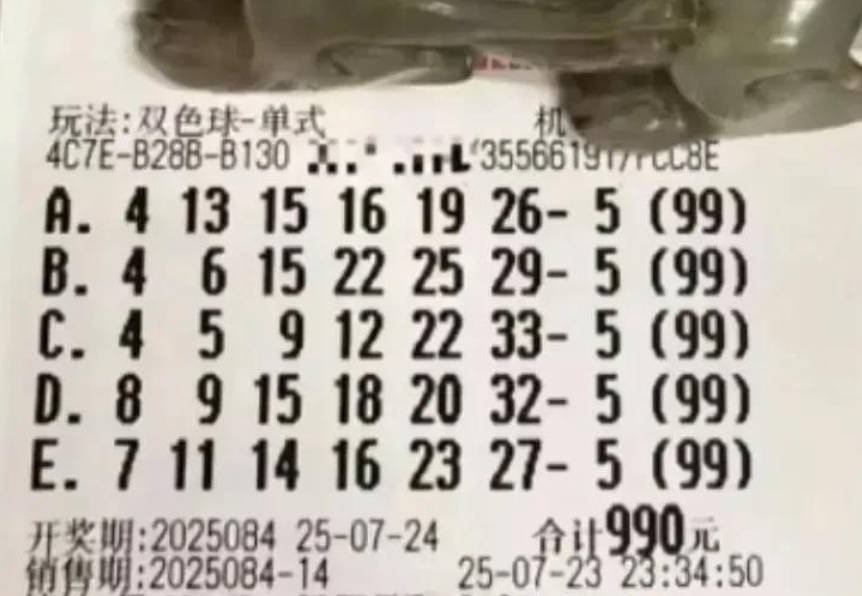 玩法:双色球-单式 机
4C7E-B28B-B130
A. 4 13 15 16 19 26- 5 (99)
B. 4 6 15 22 25 29- 5 (99)
C. 4 5 9 12 22 33- 5 (99)
D. 8 9 15 18 20 32- 5 (99)
E. 7 11 14 16 23 27- 5 (99)
开奖期:2025084 25-07-24 合计990元
销售期:2025084-14 25-07-23 23:34:50